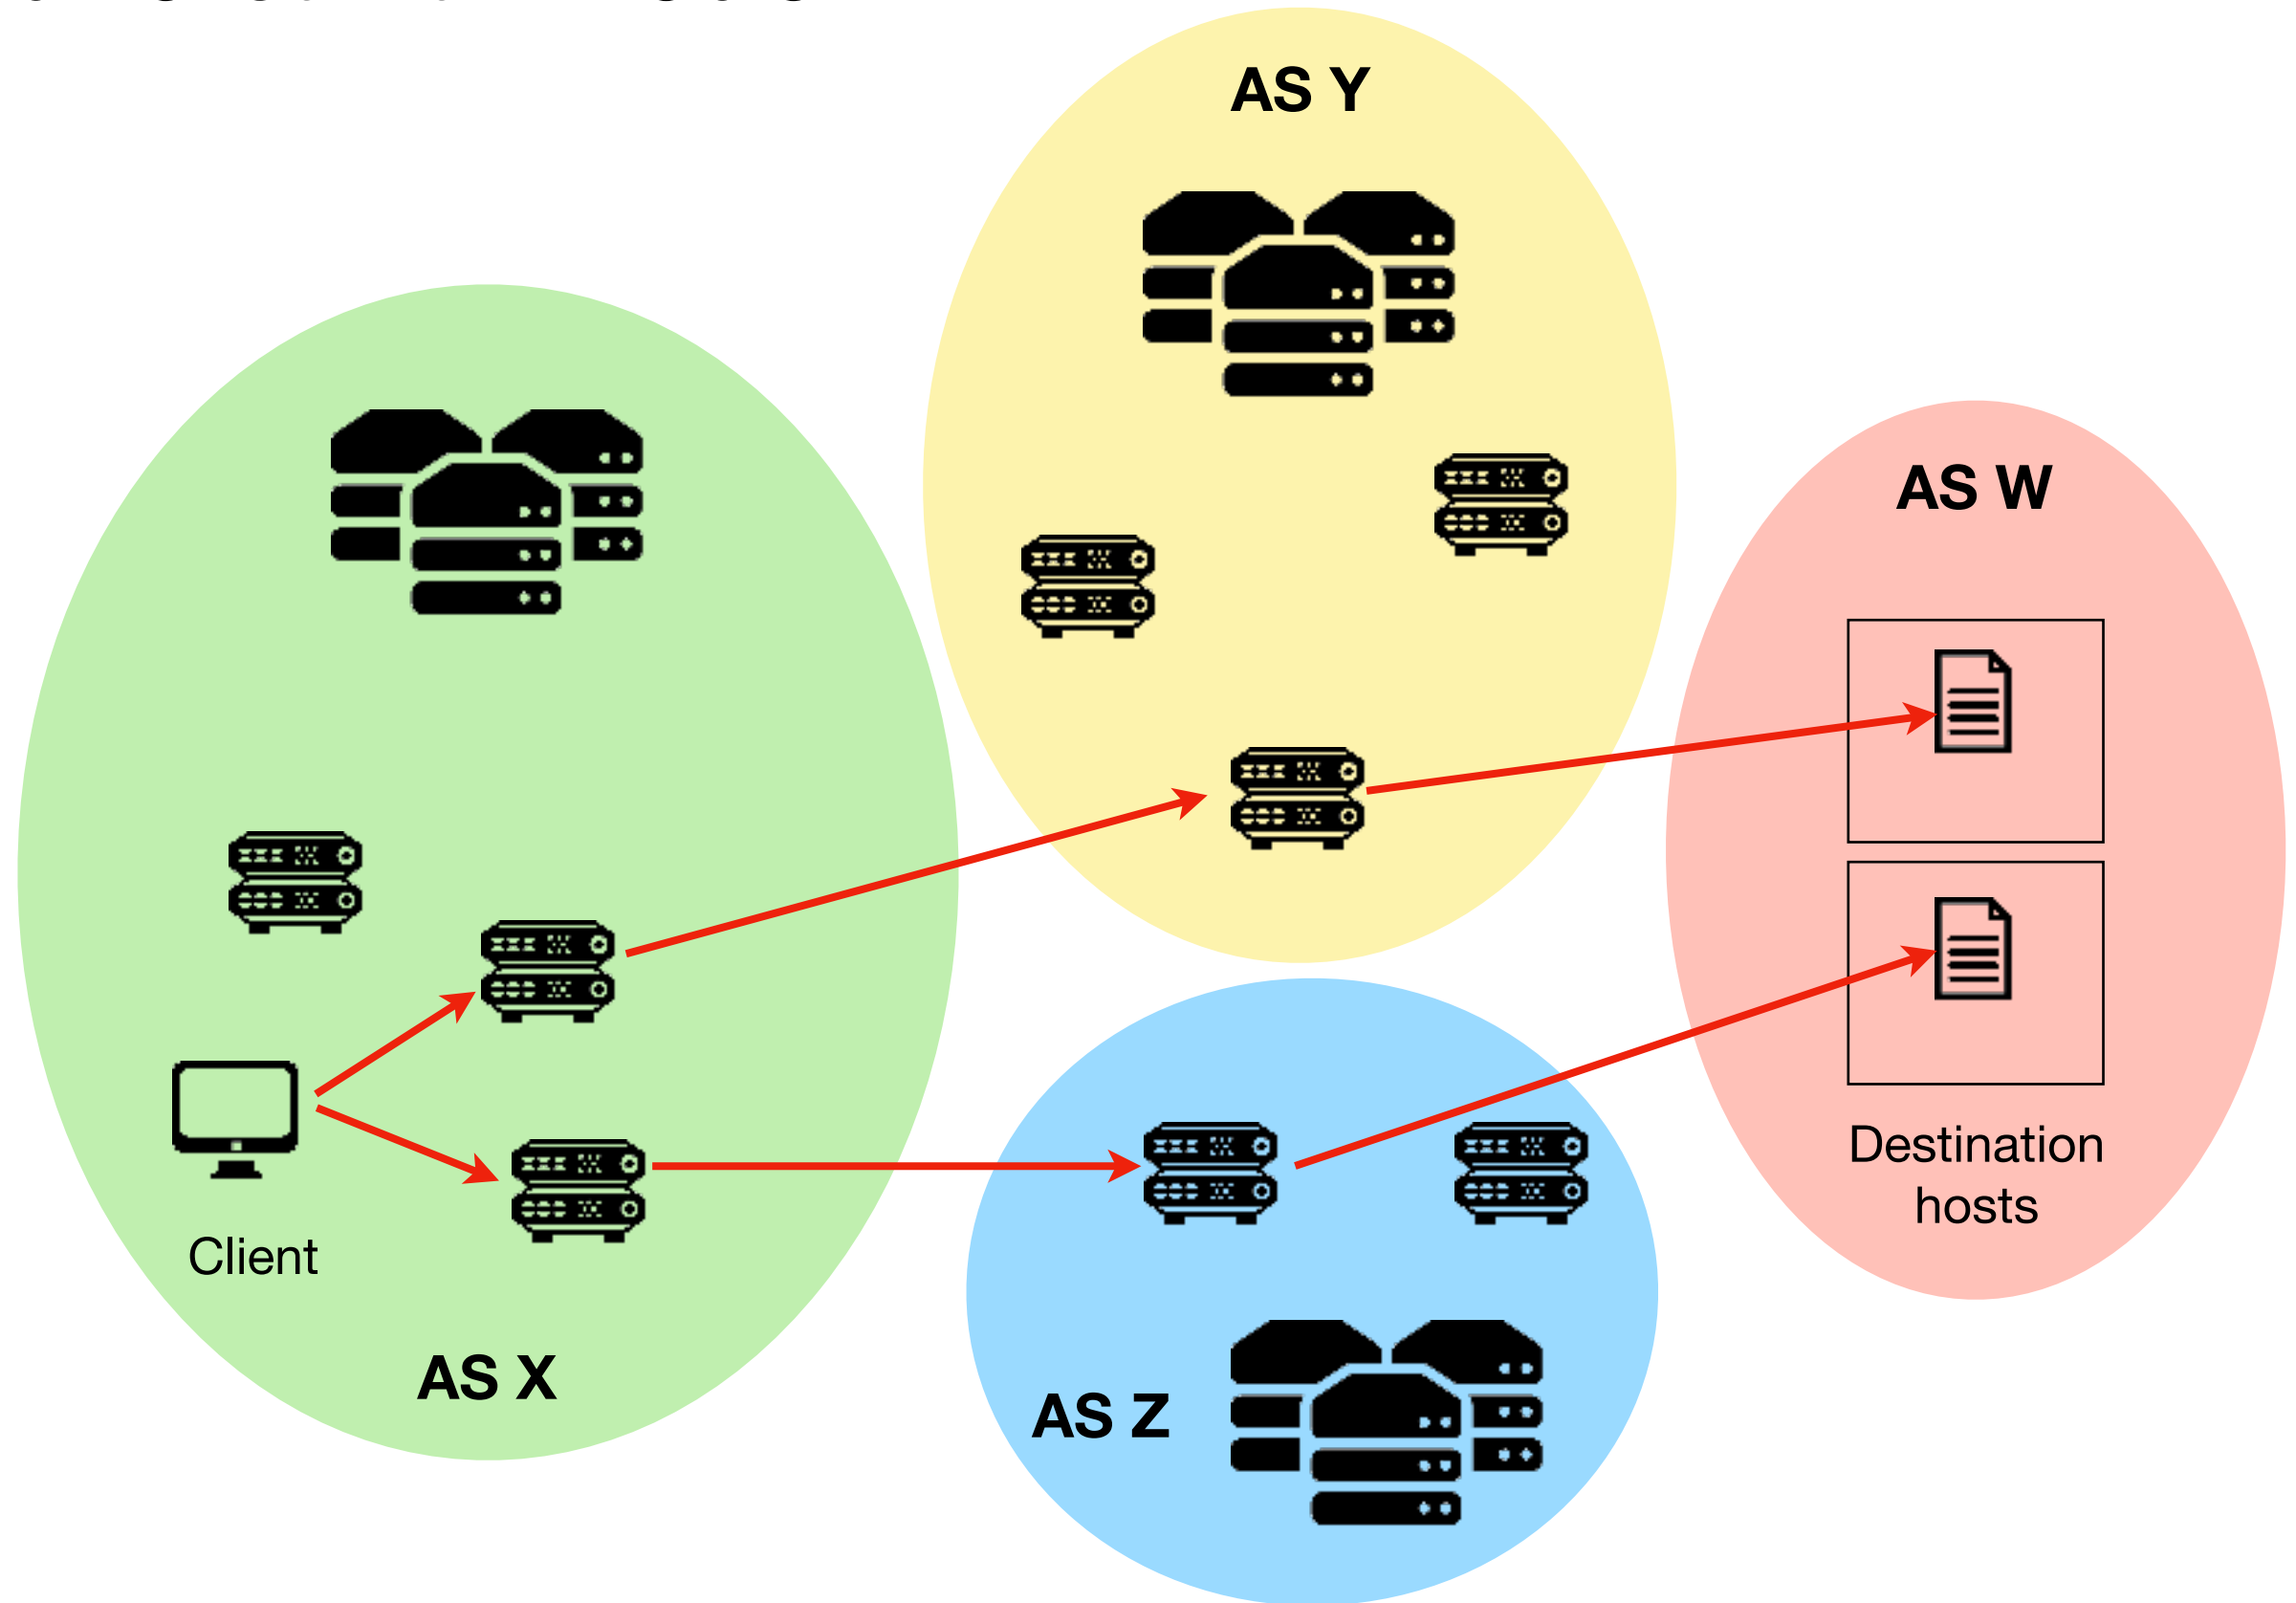 AS Y
AS W
Destination
hosts
Client
AS X
AS Z